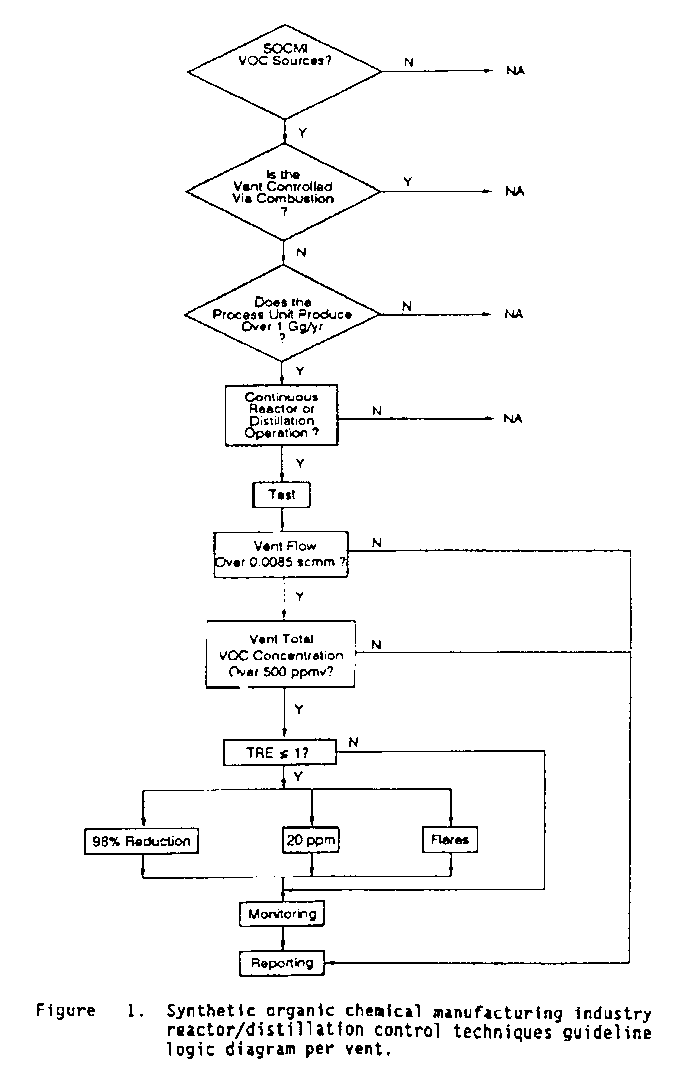 SOCMI
VOC Sources?
N
NA
Y
Is the
Vent Controlled
Via Combustion
?
Y
NA
N
Does the
Process Unit Produce
Over 1 Gg/yr
?
N
NA
Y
Continuous
Reactor or
Distillation
Operation ?
N
NA
Y
Test
Vent Flow
Over 0.0085 scmm ?
N
Y
Vent Total
VOC Concentration
Over 500 ppmv?
N
Y
TRE ≤ 1?
N
Y
98% Reduction
20 ppm
Flares
Monitoring
Reporting
Figure 1. Synthetic organic chemical manufacturing industry
reactor/distillation control techniques guideline
logic diagram per vent.